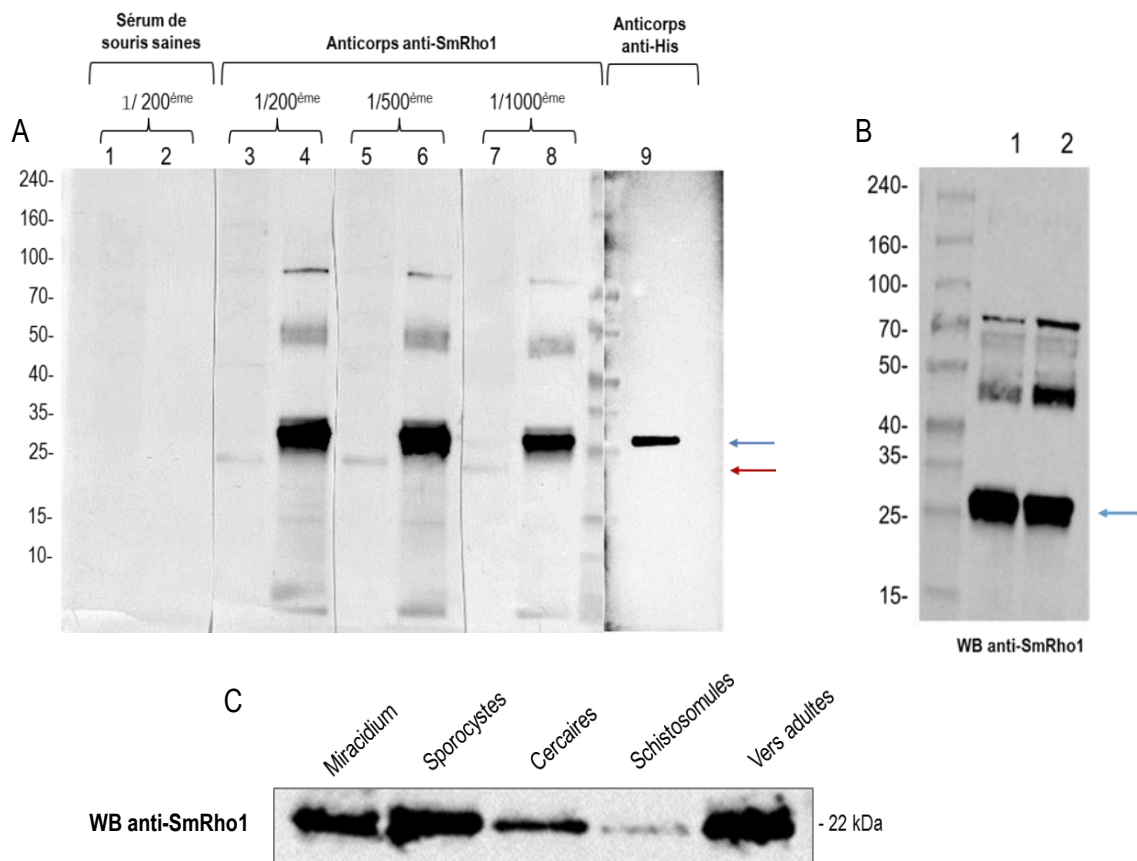 Sérum de
souris saines
Anticorps anti-SmRho1
Anticorps
anti-His
1/ 200ème
1/200ème
1/500ème
1/1000ème
A
1 2 3 4 5 6 7 8 9
240-
160-
100-
70-
50-
40-
35-
25-
15-
10-
B
1 2
240-
160-
100-
70-
50-
40-
35-
25-
15-
WB anti-SmRho1
C
Miracidium
Sporocystes
Cercaires
Schistosomules
Vers adultes
WB anti-SmRho1
- 22 kDa